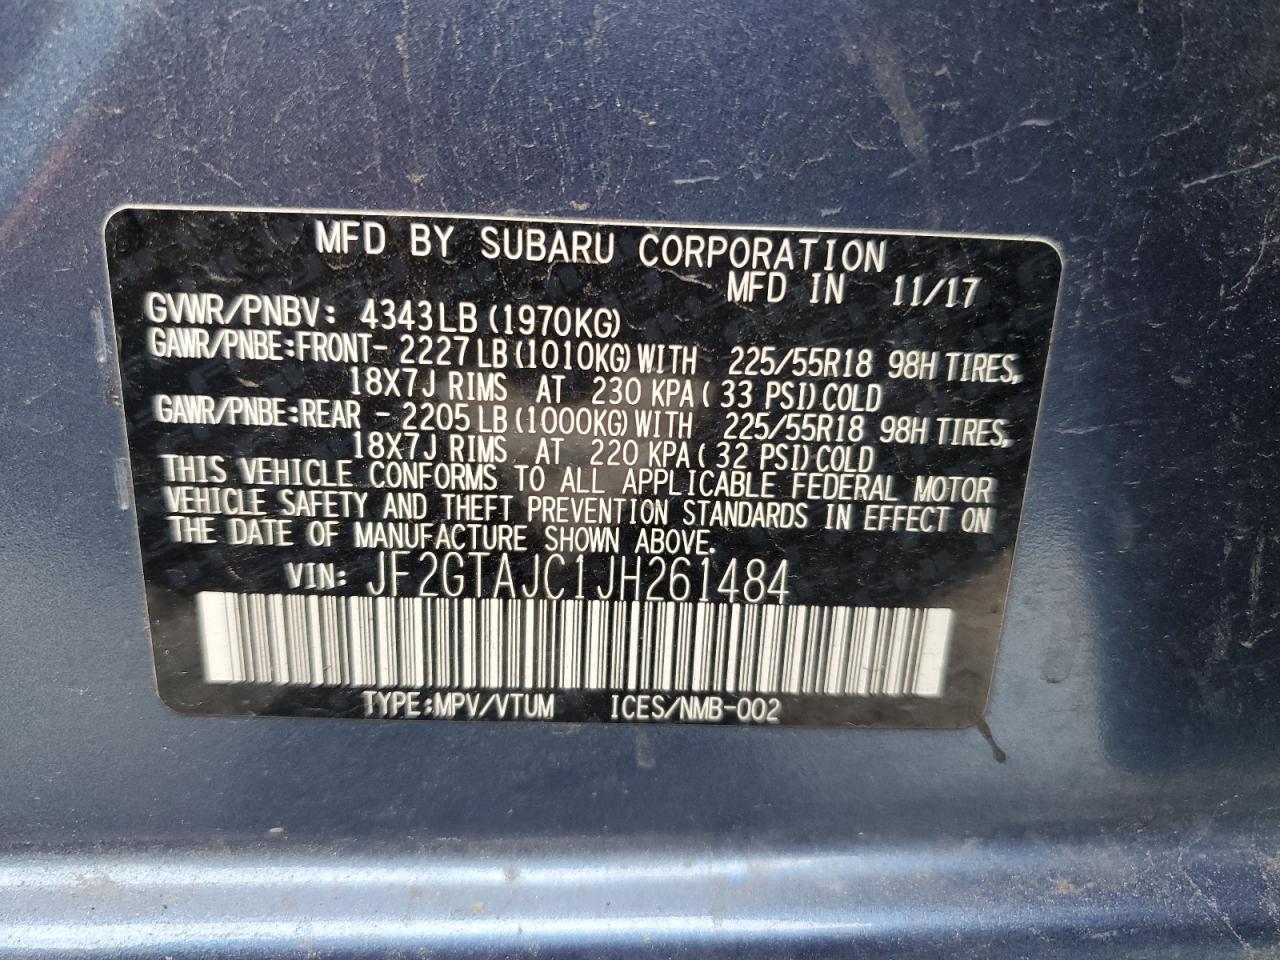 MFD BY SUBARU CORPORATION
MFD IN 11/17
GVWR/PNBV: 4343LB (1970KG)
GAWR/PNBE:FRONT- 2227LB(1010KG)WITH 225/55R18 98H TIRES,
18X7J RIMS AT 230 KPA( 33 PSI)COLD
GAWR/PNBE:REAR - 2205LB(1000KG)WITH 225/55R18 98H TIRES,
18X7J RIMS AT 220 KPA( 32 PSI)COLD
THIS VEHICLE CONFORMS TO ALL APPLICABLE FEDERAL MOTOR
VEHICLE SAFETY AND THEFT PREVENTION STANDARDS IN EFFECT ON
THE DATE OF MANUFACTURE SHOWN ABOVE.
VIN: JF2GTAJC1JH261484
TYPE:MPV/VTUM ICES/NMB-002